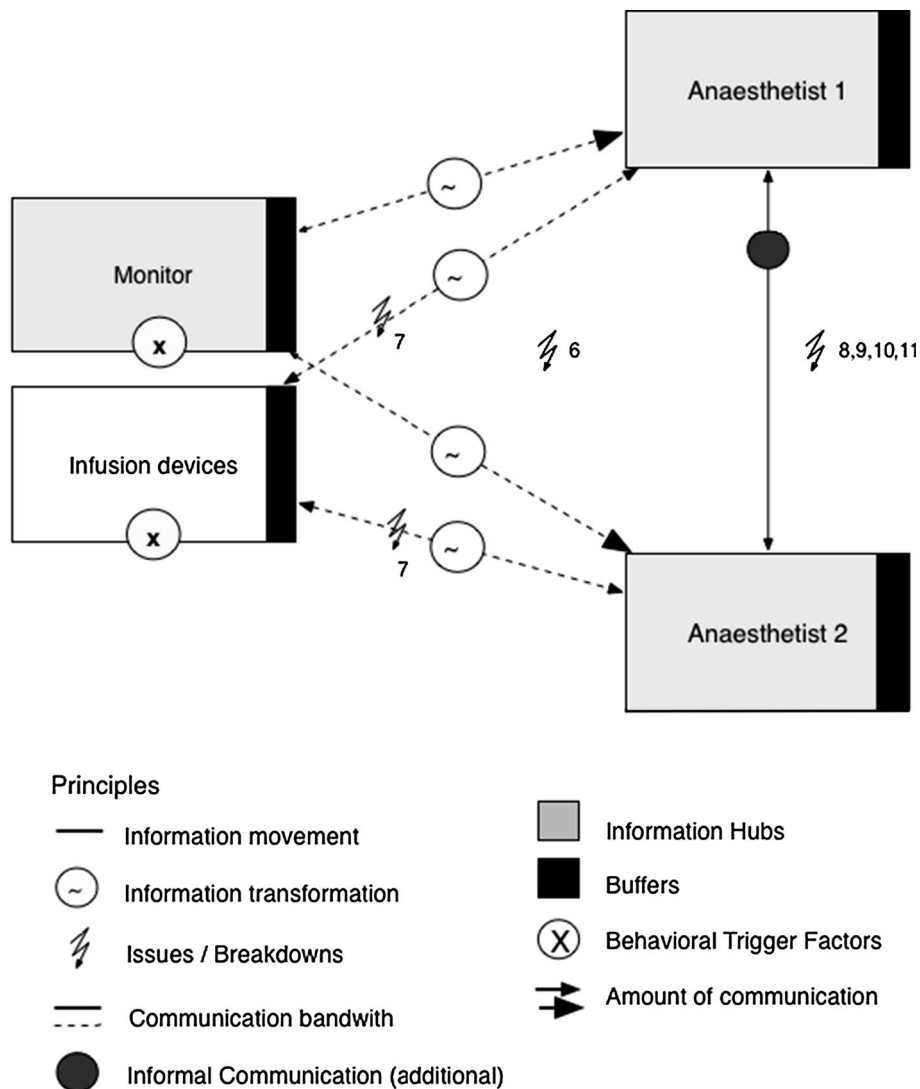 Anaesthetist 1
~
Monitor
~
x
7
6
8,9,10,11
~
Infusion devices
x
~
7
Anaesthetist 2
Principles
Information movement
~ Information transformation
Issues / Breakdowns
Communication bandwith
Informal Communication (additional)
Information Hubs
Buffers
X Behavioral Trigger Factors
Amount of communication